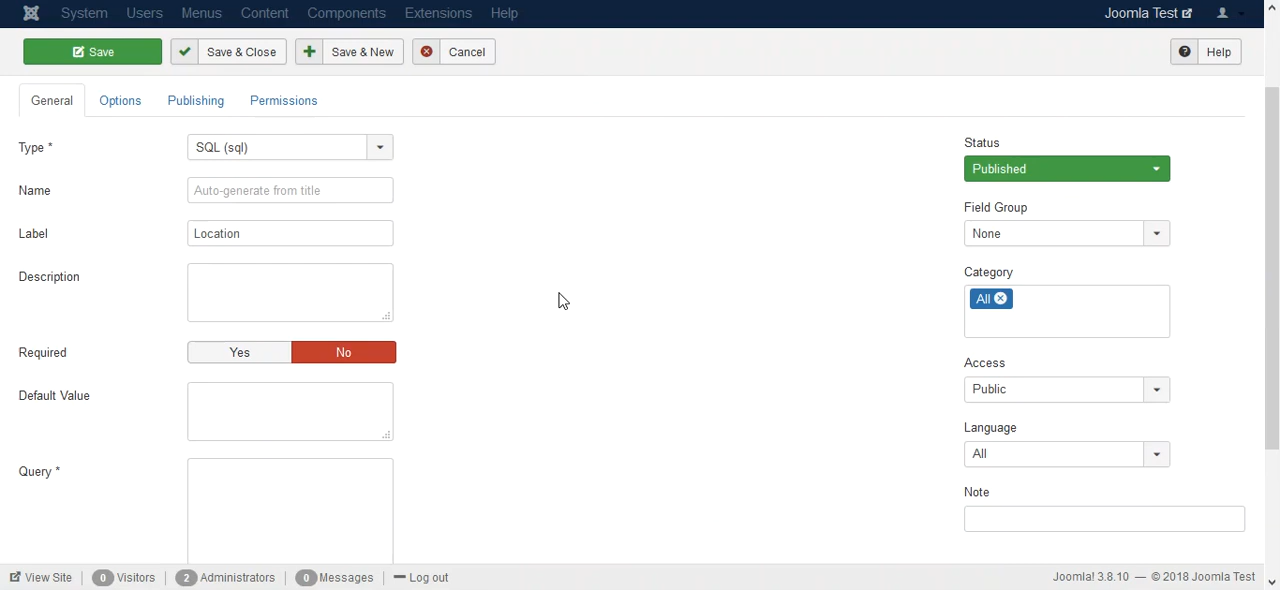 System Users Menus Content Components Extensions Help Joomla Test
Save Save & Close Save & New Cancel Help
General Options Publishing Permissions
Type * SQL (sql)
Name Auto-generate from title
Label Location
Description
Required Yes No
Default Value
Query *
Status
Published
Field Group
None
Category
All
Access
Public
Language
All
Note
View Site 0 Visitors 2 Administrators 0 Messages Log out Joomla! 3.8.10 — © 2018 Joomla Test